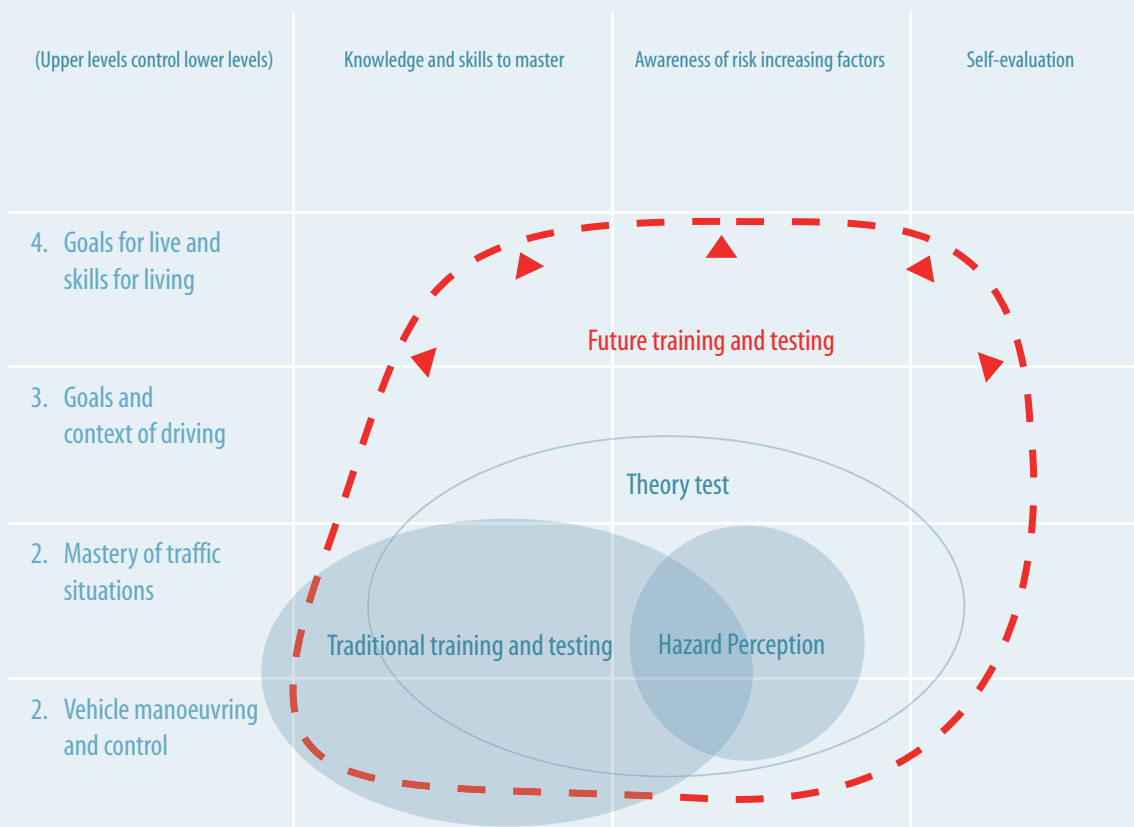 (Upper levels control lower levels)
Knowledge and skills to master
Awareness of risk increasing factors
Self-evaluation
4. Goals for live and
skills for living
Future training and testing
3. Goals and
context of driving
Theory test
2. Mastery of traffic
situations
Traditional training and testing
Hazard Perception
2. Vehicle manoeuvring
and control